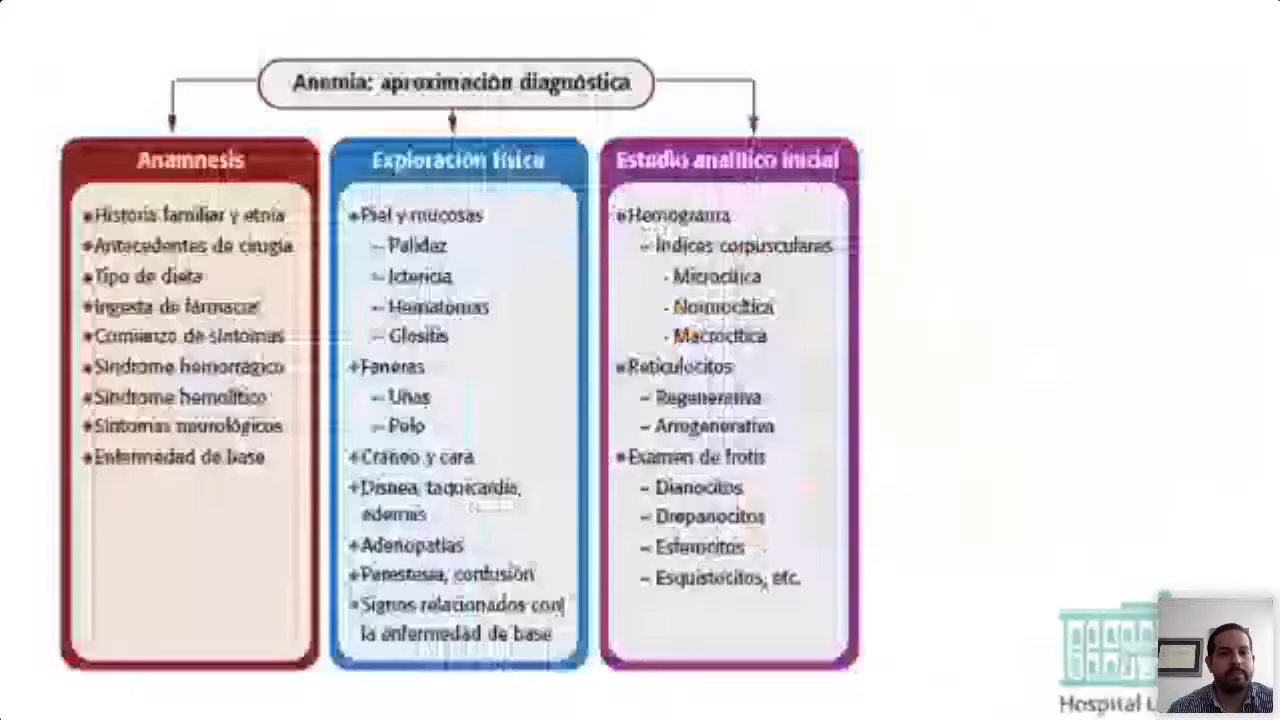 Anemia: aproximación diagnóstica
Anamnesis
•Historia familiar y etnia
•Antecedentes de cirugía
•Tipo de dieta
•Ingesta de fármacos
•Comienzo de síntomas
•Síndrome hemorrágico
•Síndrome hemolítico
•Síntomas neurológicos
•Enfermedad de base
Exploración física
•Piel y mucosas
– Palidez
– Ictericia
– Hematomas
– Glositis
•Faneras
– Uñas
– Pelo
•Cráneo y cara
•Disnea, taquicardia,
edemas
•Adenopatías
•Parestesia, confusión
•Signos relacionados con
la enfermedad de base
Estudio analítico inicial
•Hemograma
– Índices corpusculares
- Microcítica
- Normocítica
- Macrocítica
•Reticulocitos
– Regenerativa
– Arregenerativa
•Examen de frotis
– Dianocitos
– Drepanocitos
– Esferocitos
– Esquistocitos, etc.
Hospital